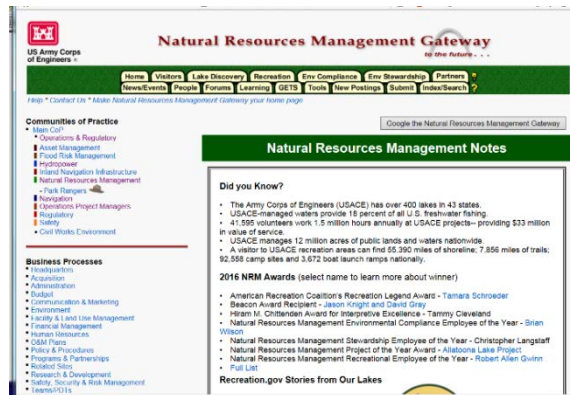 US Army Corps
of Engineers
Natural Resources Management Gateway
to the future . . .
Home Visitors Lake Discovery Recreation Env Compliance Env Stewardship Partners
News/Events People Forums Learning GETS Tools New Postings Submit Index/Search
Help * Contact Us * Make Natural Resources Management Gateway your home page
Communities of Practice
Main CoP
Operations & Regulatory
Asset Management
Flood Risk Management
Hydropower
Inland Navigation Infrastructure
Natural Resources Management
- Park Rangers
Navigation
Operations Project Managers
Regulatory
Safety
Civil Works Environment
Business Processes
Headquarters
Acquisition
Administration
Budget
Communication & Marketing
Environment
Facility & Land Use Management
Financial Management
Human Resources
O&M Plans
Policy & Procedures
Programs & Partnerships
Related Sites
Research & Development
Safety, Security & Risk Management
Teams/PDTs
Google the Natural Resources Management Gateway
Natural Resources Management Notes
Did you Know?
· The Army Corps of Engineers (USACE) has over 400 lakes in 43 states.
· USACE-managed waters provide 18 percent of all U.S. freshwater fishing.
· 41,595 volunteers work 1.5 million hours annually at USACE projects-- providing $33 million
in value of service.
· USACE manages 12 million acres of public lands and waters nationwide.
· A visitor to USACE recreation areas can find 55,390 miles of shoreline; 7,856 miles of trails;
92,558 camp sites and 3,672 boat launch ramps nationally.
2016 NRM Awards (select name to learn more about winner)
· American Recreation Coalition's Recreation Legend Award - Tamara Schroeder
· Beacon Award Recipient - Jason Knight and David Gray
· Hiram M. Chittenden Award for Interpretive Excellence - Tammy Cleveland
· Natural Resources Management Environmental Compliance Employee of the Year - Brian
Wilson
· Natural Resources Management Stewardship Employee of the Year - Christopher Langstaff
· Natural Resources Management Project of the Year Award - Allatoona Lake Project
· Natural Resources Management Recreational Employee of the Year - Robert Allen Gwinn
· Full List
Recreation.gov Stories from Our Lakes